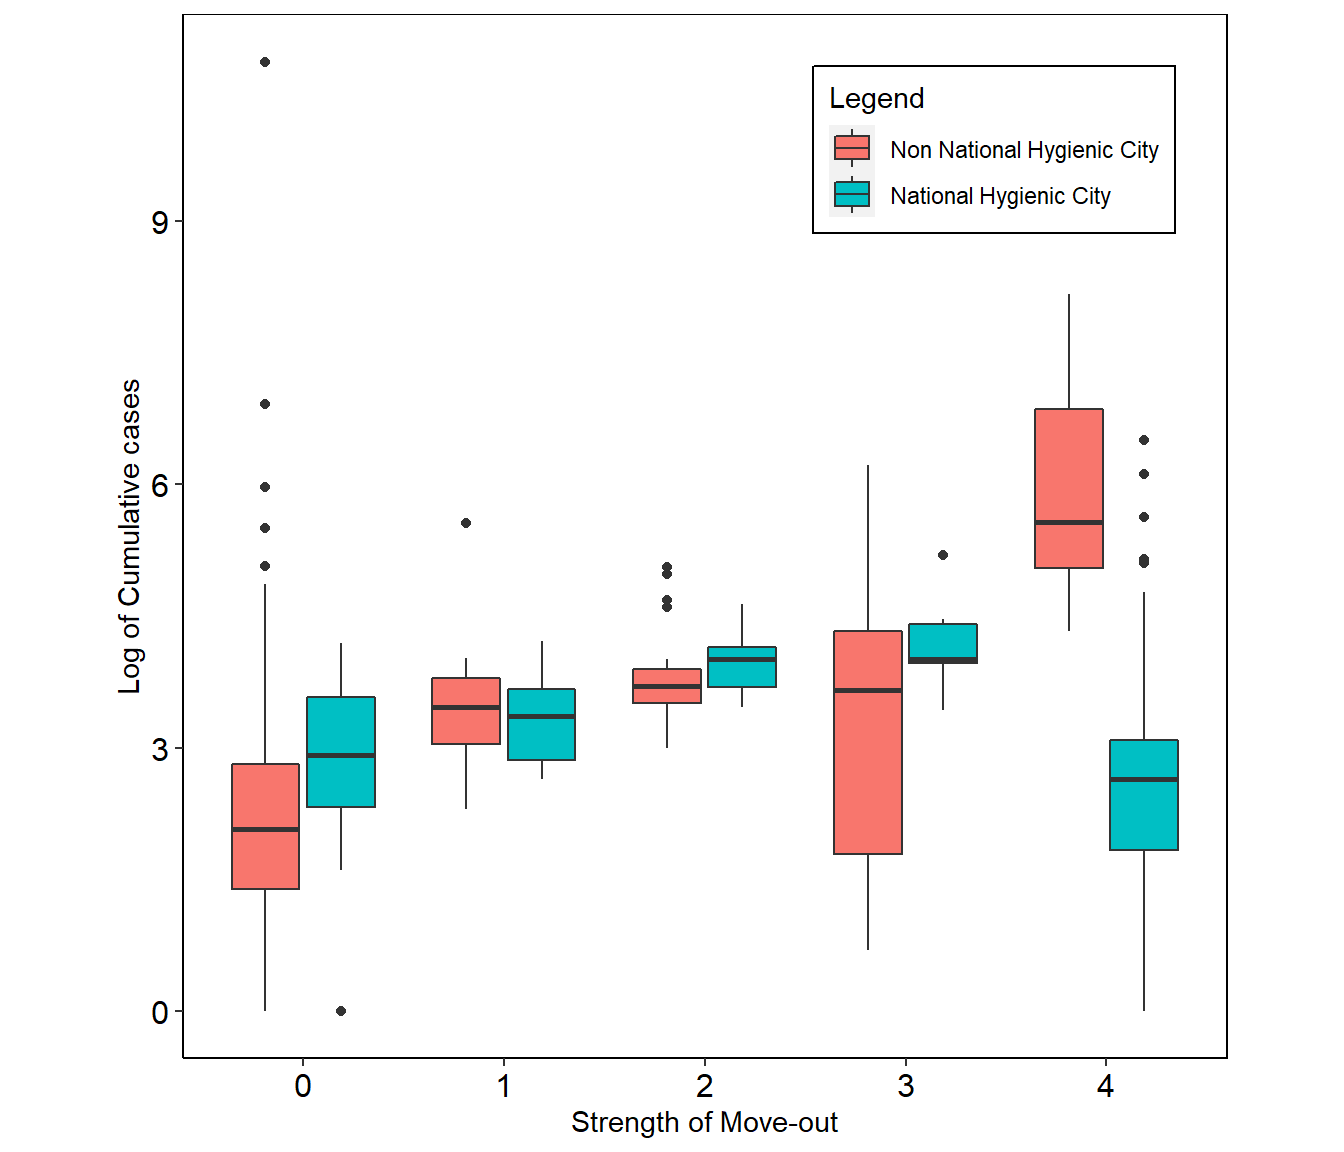 Legend
Non National Hygienic City
National Hygienic City
Log of Cumulative cases
9
6
3
0
0 1 2 3 4
Strength of Move-out